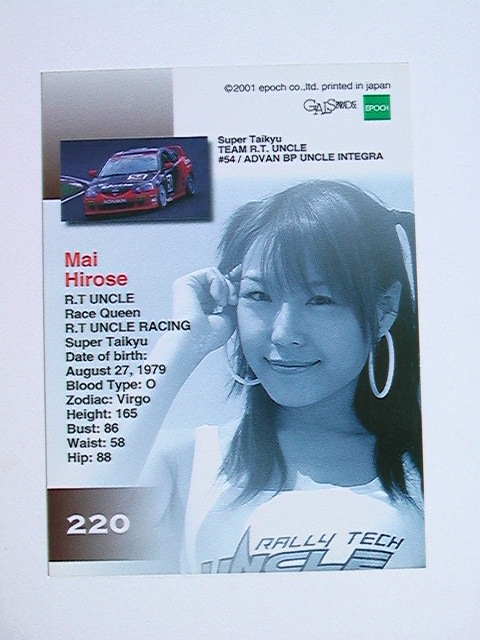 ©2001 epoch co.,ltd. printed in japan
GALS PARADE EPOCH
Super Taikyu
TEAM R.T. UNCLE
#54 / ADVAN BP UNCLE INTEGRA
ADVAN
Mai
Hirose
R.T UNCLE
Race Queen
R.T UNCLE RACING
Super Taikyu
Date of birth:
August 27, 1979
Blood Type: O
Zodiac: Virgo
Height: 165
Bust: 86
Waist: 58
Hip: 88
220
RALLY TECH
UNCLE